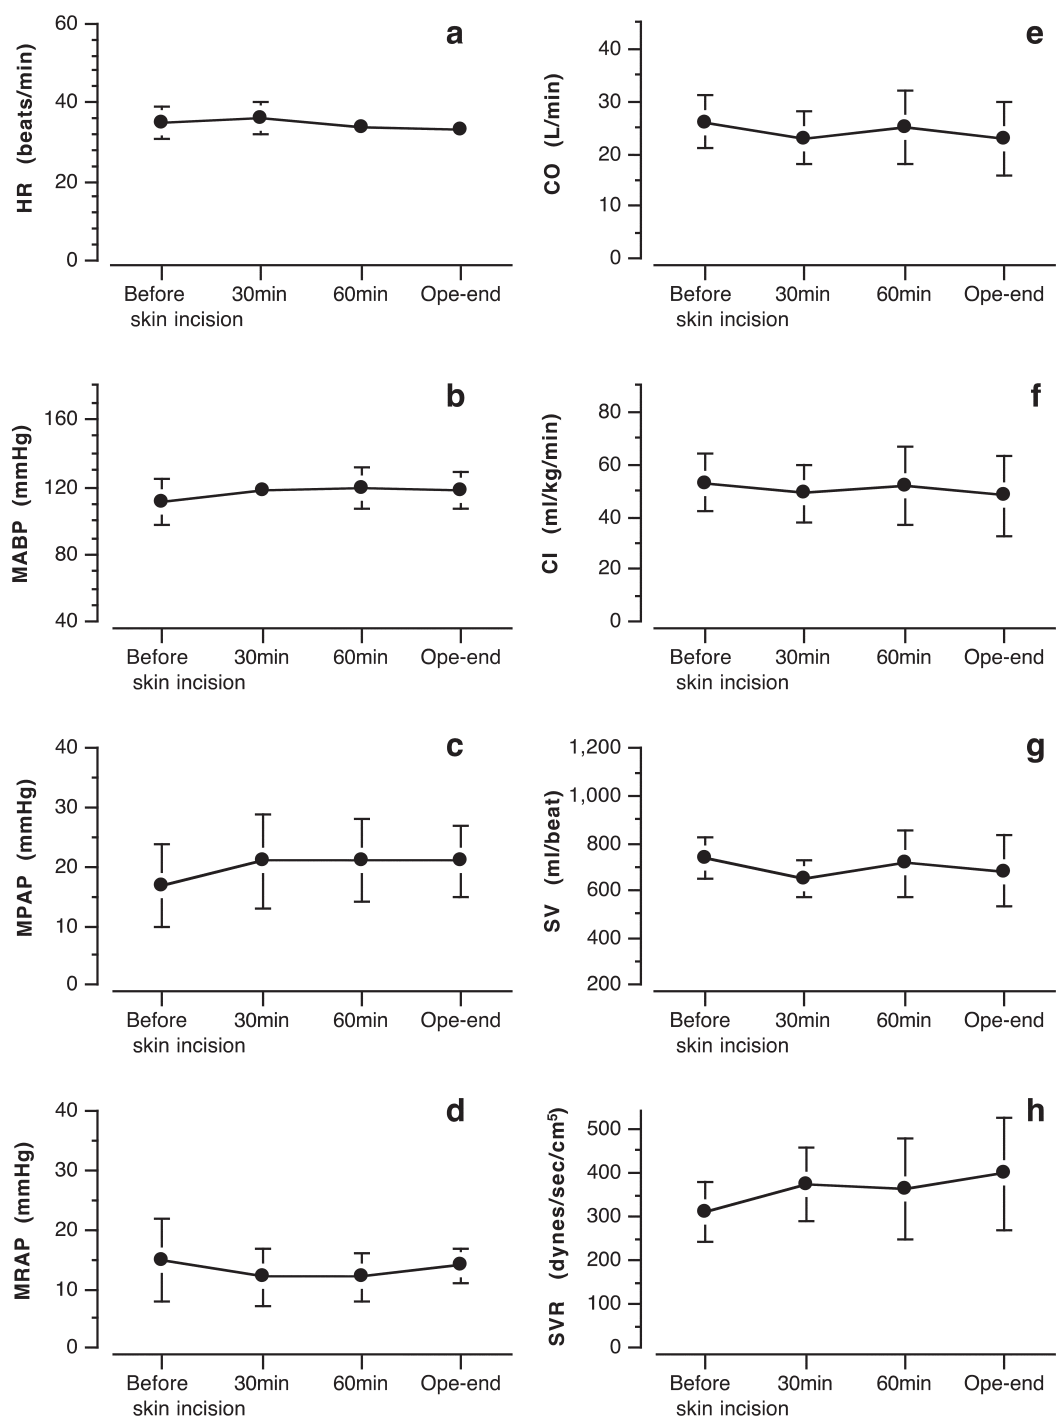 a
HR (beats/min)
60
40
20
0
Before
skin incision
30min
60min
Ope-end
e
CO (L/min)
40
30
20
10
0
Before
skin incision
30min
60min
Ope-end
b
MABP (mmHg)
160
120
80
40
Before
skin incision
30min
60min
Ope-end
f
CI (ml/kg/min)
80
60
40
20
0
Before
skin incision
30min
60min
Ope-end
c
MPAP (mmHg)
40
30
20
10
0
Before
skin incision
30min
60min
Ope-end
g
SV (ml/beat)
1,200
1,000
800
600
400
200
Before
skin incision
30min
60min
Ope-end
d
MRAP (mmHg)
40
30
20
10
0
Before
skin incision
30min
60min
Ope-end
h
SVR (dynes/sec/cm⁵)
500
400
300
200
100
0
Before
skin incision
30min
60min
Ope-end